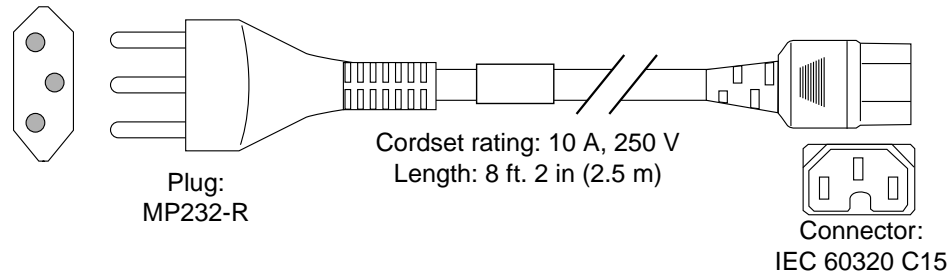 Cordset rating: 10 A, 250 V
Length: 8 ft. 2 in (2.5 m)
Plug:
MP232-R
Connector:
IEC 60320 C15